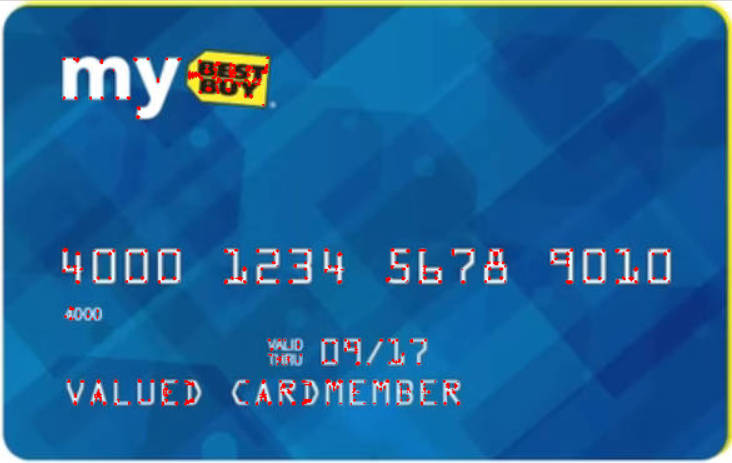 my BEST BUY
4000 1234 5678 9010
4000
VALID THRU 09/17
VALUED CARDMEMBER